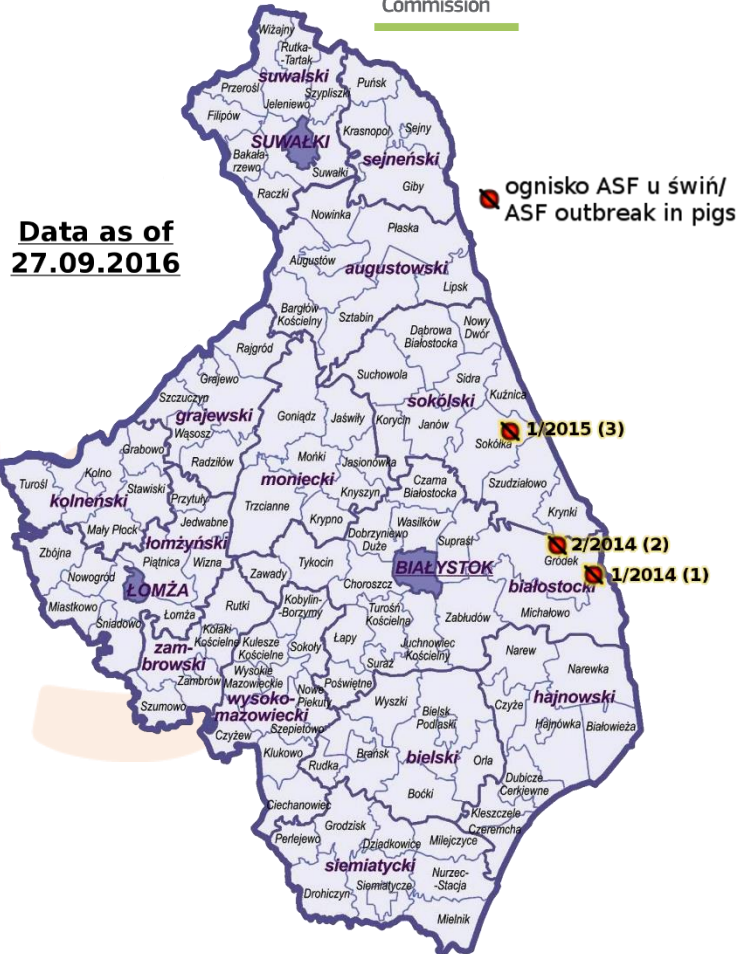 Commission
Wiżajny
Rutka-
-Tartak
suwalski
Puńsk
Przerośl
Szypliszki
Jeleniewo
Filipów
Krasnopol
Sejny
SUWAŁKI
Bakała-
rzewo
sejneński
Suwałki
Giby
Raczki
ognisko ASF u świń/
ASF outbreak in pigs
Data as of
27.09.2016
Nowinka
Płaska
Augustów
augustowski
Lipsk
Bargłów
Kościelny
Sztabin
Nowy
Dwór
Dąbrowa
Białostocka
Rajgród
Grajewo
Suchowola
Sidra
Kuźnica
Szczuczyn
grajewski
sokólski
Goniądz
Jaświły
Korycin
Janów
1/2015 (3)
Sokółka
Wąsosz
Grabowo
Radziłów
Mońki
Jasionówka
Kolno
Turośl
Stawiski
kolneński
Przytuły
moniecki
Knyszyn
Czarna
Białostocka
Szudziałowo
Trzcianne
Krynki
Mały Płock
Jedwabne
Krypno
Wasilków
łomżyński
Dobrzyniewo
Duże
Supraśl
2/2014 (2)
Zbójna
Piątnica
Wizna
Tykocin
Gródek
Nowogród
Zawady
BIAŁYSTOK
1/2014 (1)
ŁOMŻA
Choroszcz
białostocki
Miastkowo
Rutki
Kobylin-
-Borzymy
Turośń
Kościelna
Zabłudów
Michałowo
Śniadowo
Łomża
Kołaki
Kościelne
Kulesze
Kościelne
Sokoły
Łapy
Juchnowiec
Kościelny
Narew
zam-
browski
Suraż
Narewka
Zambrów
Wysokie
Mazowieckie
Nowe
Piekuty
Poświętne
Wyszki
hajnowski
Szumowo
wysoko-
mazowiecki
Czyże
Bielsk
Podlaski
Hajnówka
Białowieża
Czyżew
Szepietowo
Klukowo
Brańsk
bielski
Orla
Rudka
Dubicze
Cerkiewne
Boćki
Ciechanowiec
Kleszczele
Czeremcha
Grodzisk
Perlejewo
Dziadkowice
Milejczyce
siemiatycki
Nurzec-
-Stacja
Siemiatycze
Drohiczyn
Mielnik